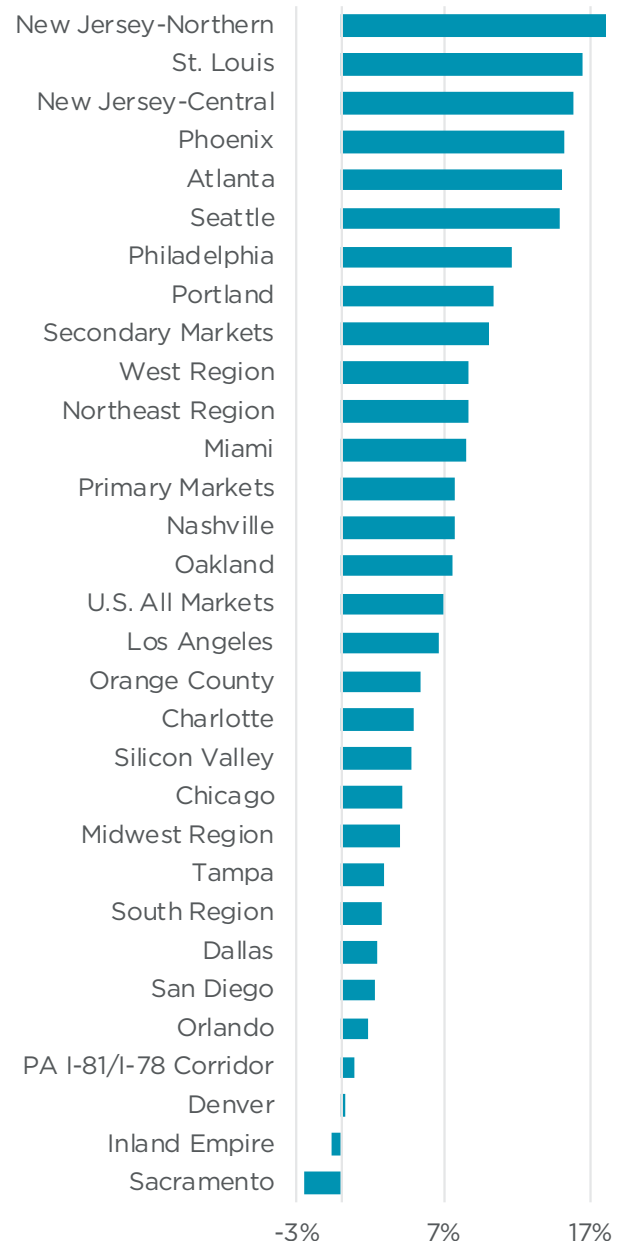 New Jersey-Northern
St. Louis
New Jersey-Central
Phoenix
Atlanta
Seattle
Philadelphia
Portland
Secondary Markets
West Region
Northeast Region
Miami
Primary Markets
Nashville
Oakland
U.S. All Markets
Los Angeles
Orange County
Charlotte
Silicon Valley
Chicago
Midwest Region
Tampa
South Region
Dallas
San Diego
Orlando
PA I-81/I-78 Corridor
Denver
Inland Empire
Sacramento
-3% 7% 17%